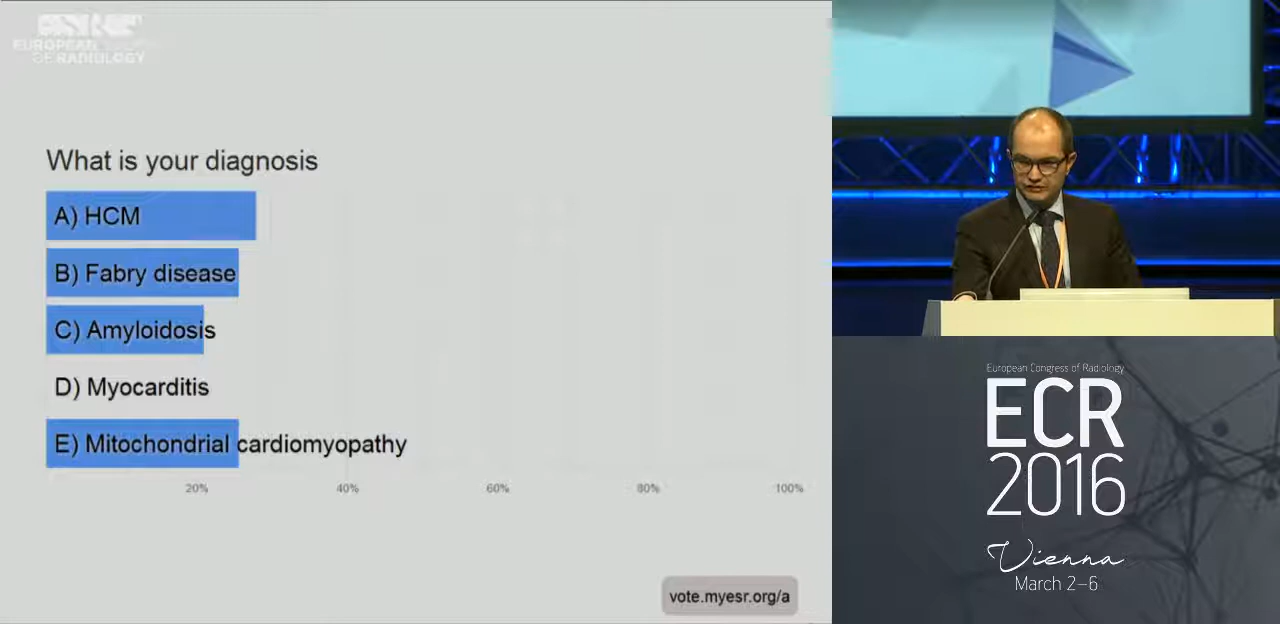 EUROPEAN SOCIETY
OF RADIOLOGY
What is your diagnosis
A) HCM
B) Fabry disease
C) Amyloidosis
D) Myocarditis
E) Mitochondrial cardiomyopathy
20% 40% 60% 80% 100%
vote.myesr.org/a
European Congress of Radiology
ECR
2016
Vienna
March 2–6